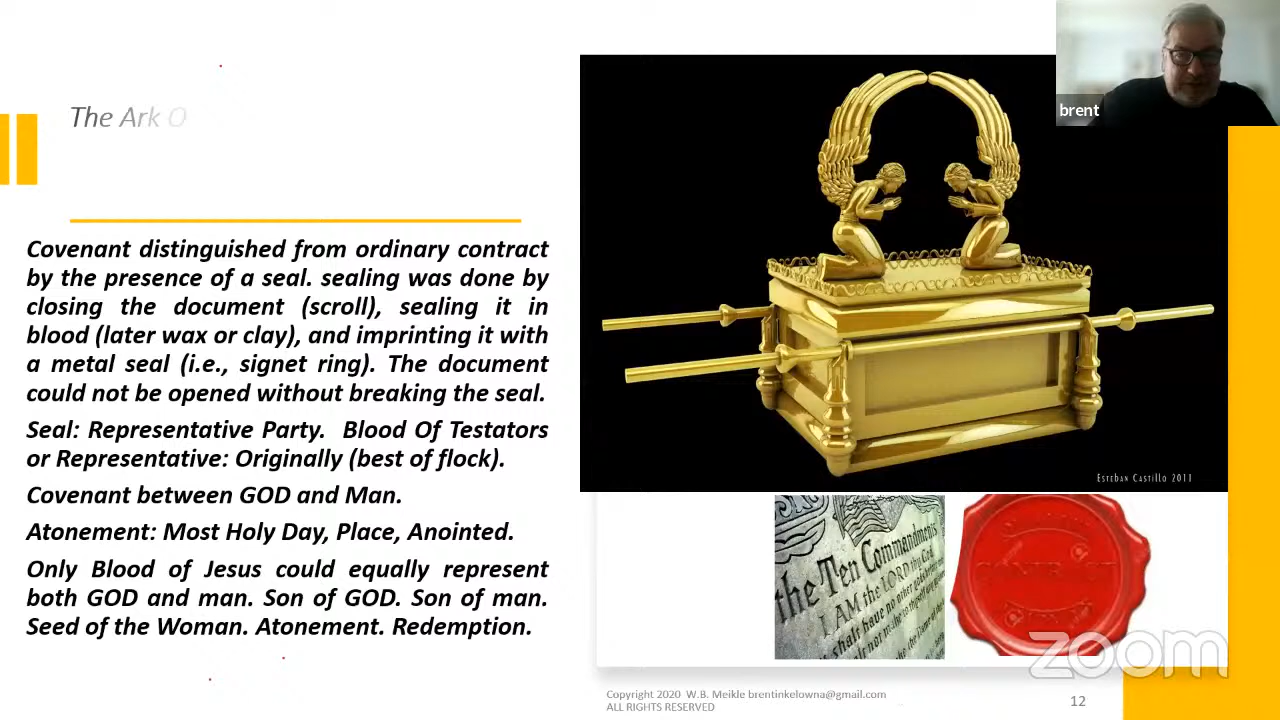 brent
The Ark O
Covenant distinguished from ordinary contract
by the presence of a seal. sealing was done by
closing the document (scroll), sealing it in
blood (later wax or clay), and imprinting it with
a metal seal (i.e., signet ring). The document
could not be opened without breaking the seal.
Seal: Representative Party. Blood Of Testators
or Representative: Originally (best of flock).
Covenant between GOD and Man.
Atonement: Most Holy Day, Place, Anointed.
Only Blood of Jesus could equally represent
both GOD and man. Son of GOD. Son of man.
Seed of the Woman. Atonement. Redemption.
Esteban Castillo 2011
the Ten Commandments
I AM the LORD thy God
shalt have no other gods
zoom
Copyright 2020 W.B. Meikle brentinkelowna@gmail.com
ALL RIGHTS RESERVED
12